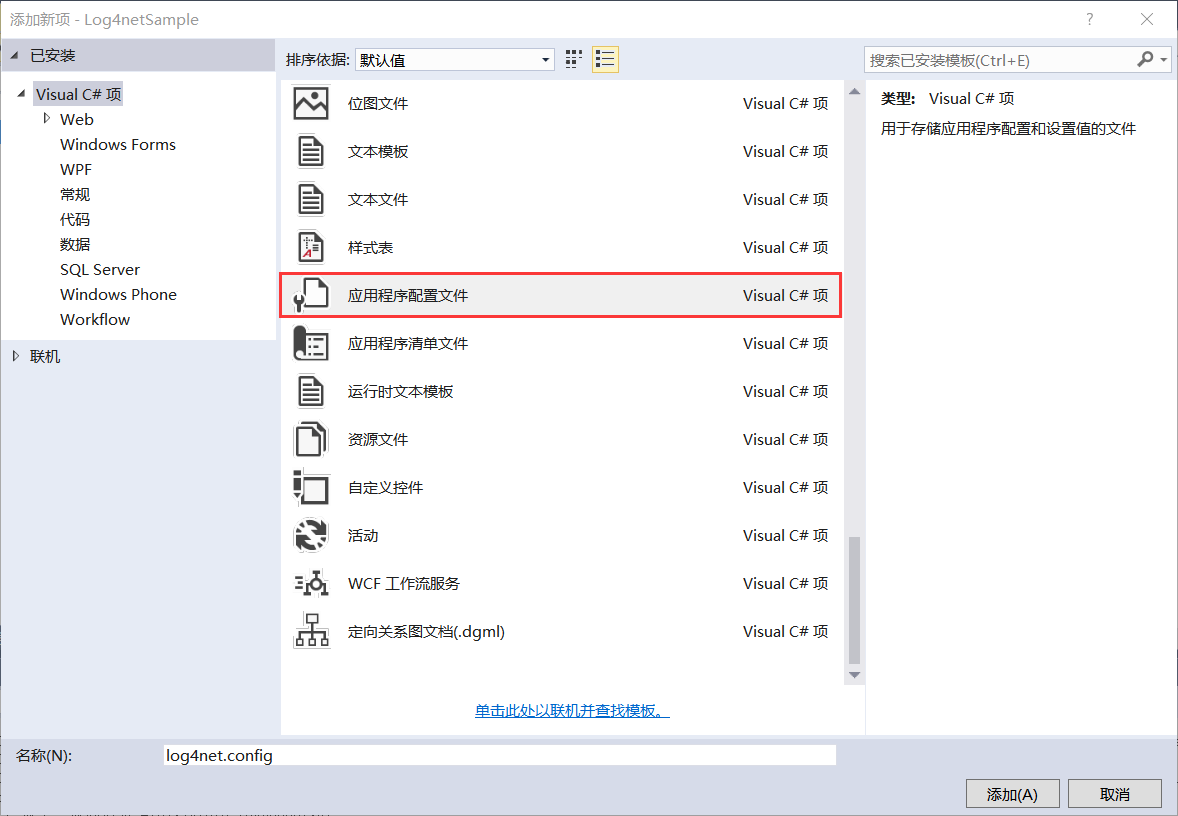 添加新项 - Log4netSample
?
已安装
排序依据: 默认值
搜索已安装模板(Ctrl+E)
Visual C# 项
Web
Windows Forms
WPF
常规
代码
数据
SQL Server
Windows Phone
Workflow
联机
位图文件 Visual C# 项
文本模板 Visual C# 项
文本文件 Visual C# 项
样式表 Visual C# 项
应用程序配置文件 Visual C# 项
应用程序清单文件 Visual C# 项
运行时文本模板 Visual C# 项
资源文件 Visual C# 项
自定义控件 Visual C# 项
活动 Visual C# 项
WCF 工作流服务 Visual C# 项
定向关系图文档(.dgml) Visual C# 项
单击此处以联机并查找模板。
类型: Visual C# 项
用于存储应用程序配置和设置值的文件
名称(N): log4net.config
添加(A) 取消